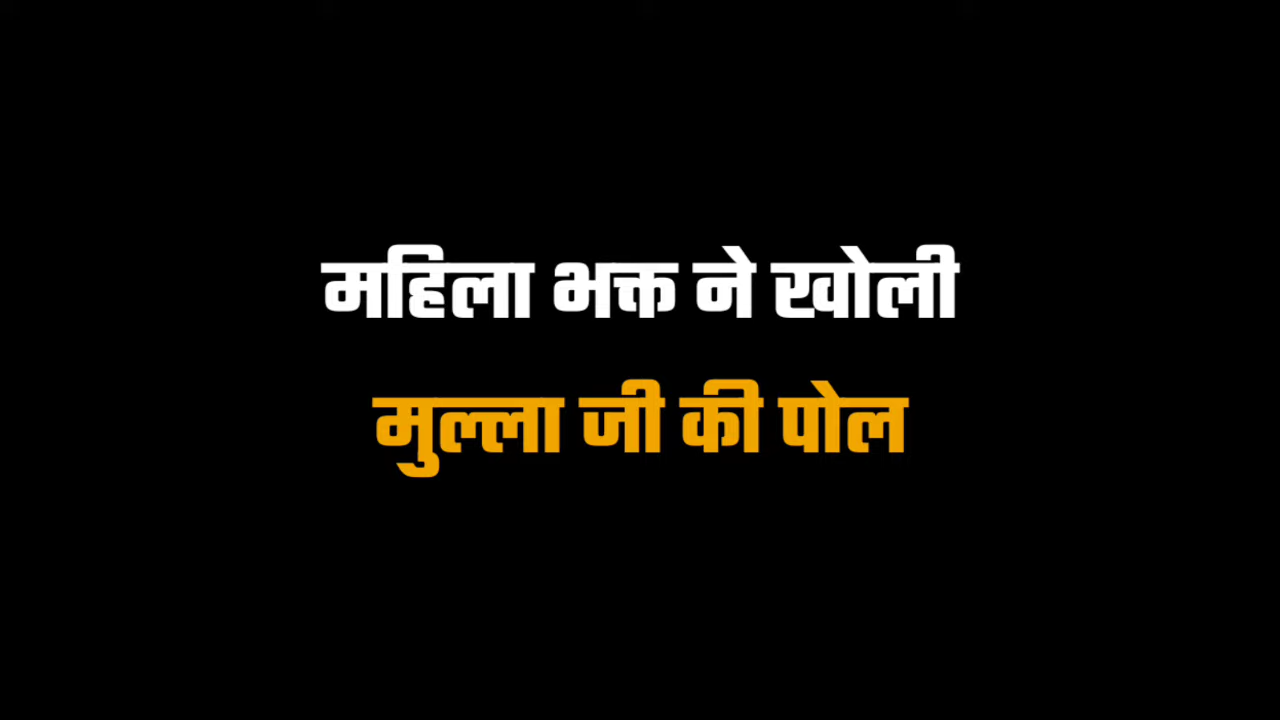 महिला भक्त ने खोली
मुल्ला जी की पोल